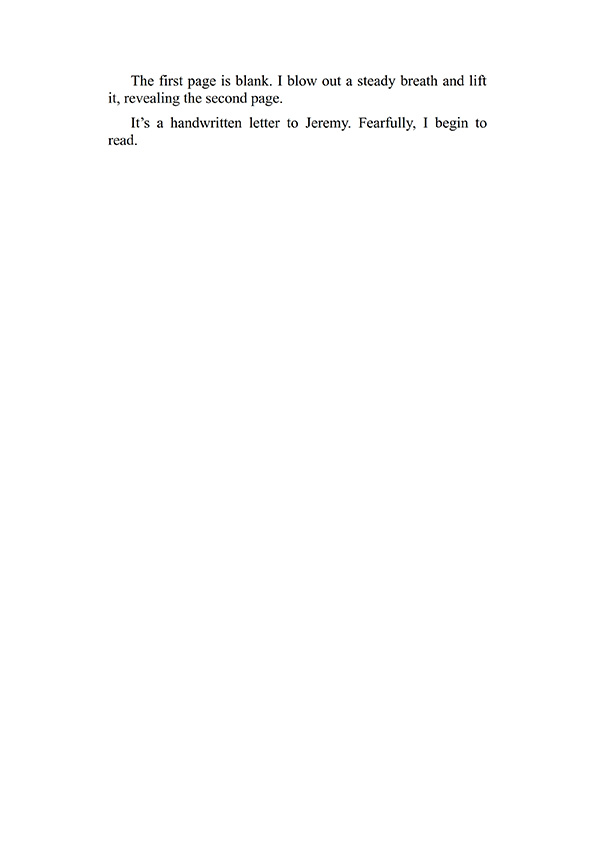 The first page is blank. I blow out a steady breath and lift
it, revealing the second page.
It’s a handwritten letter to Jeremy. Fearfully, I begin to
read.